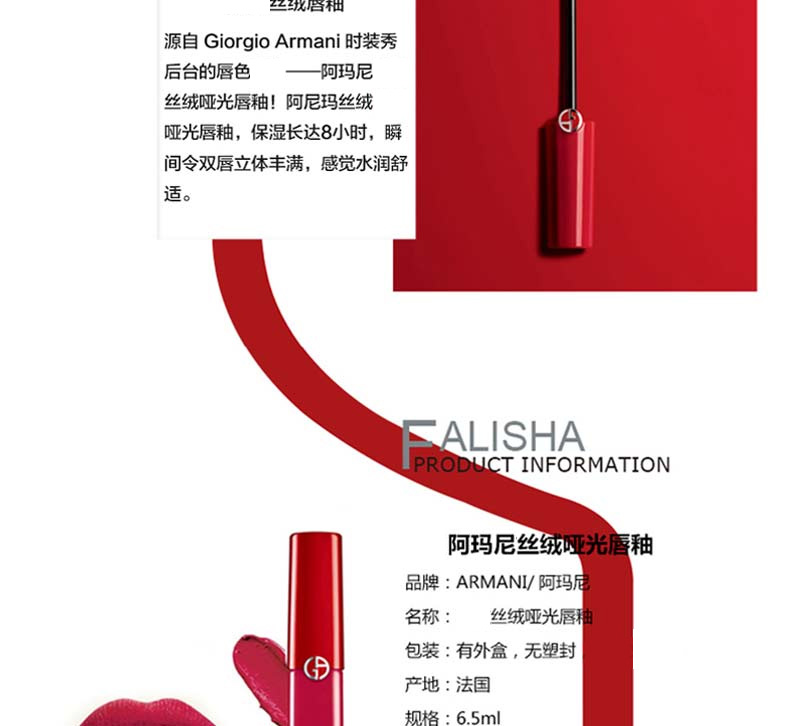 丝绒唇釉
源自 Giorgio Armani 时装秀
后台的唇色 ——阿玛尼
丝绒哑光唇釉！阿尼玛丝绒
哑光唇釉，保湿长达8小时，瞬
间令双唇立体丰满，感觉水润舒
适。
FALISHA
PRODUCT INFORMATION
阿玛尼丝绒哑光唇釉
品牌：ARMANI/ 阿玛尼
名称： 丝绒哑光唇釉
包装：有外盒，无塑封，
产地：法国
规格：6.5ml